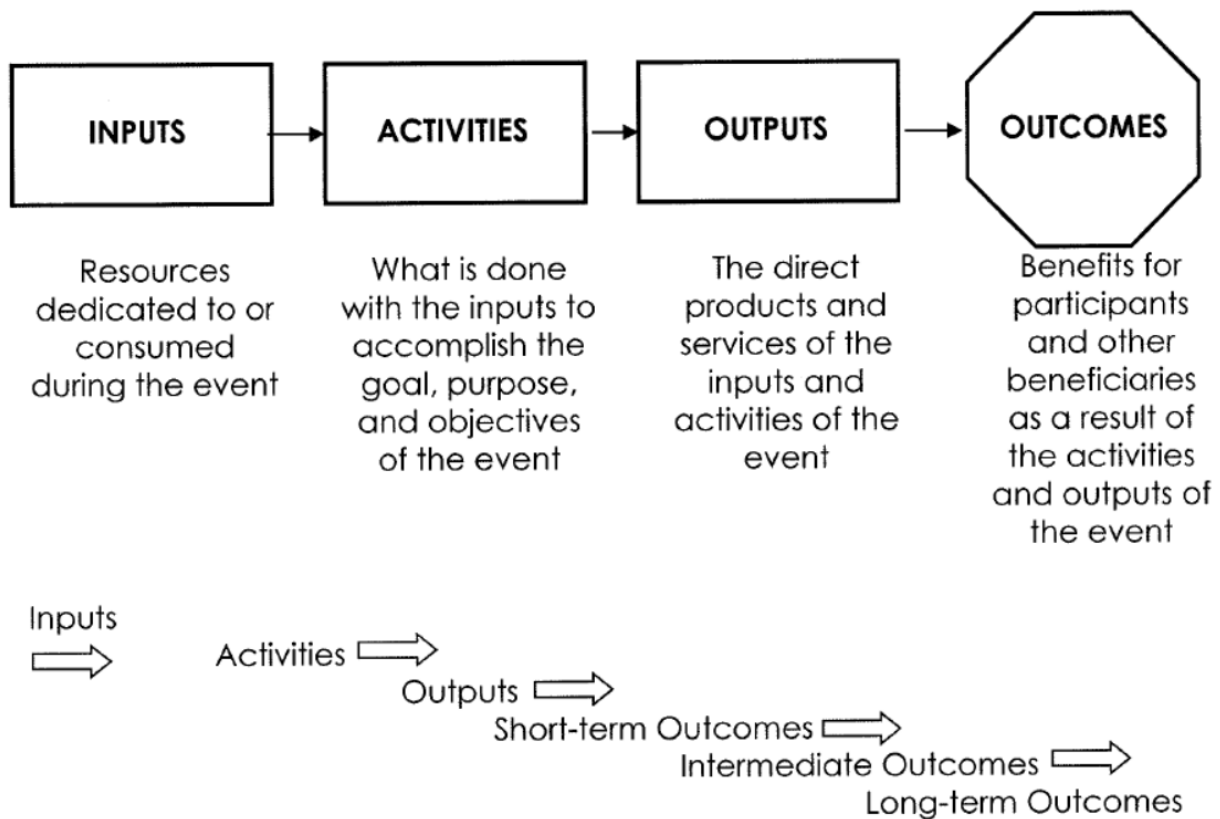 INPUTS
ACTIVITIES
OUTPUTS
OUTCOMES
Resources
dedicated to or
consumed
during the event
What is done
with the inputs to
accomplish the
goal, purpose,
and objectives
of the event
The direct
products and
services of the
inputs and
activities of the
event
Benefits for
participants
and other
beneficiaries
as a result of
the activities
and outputs of
the event
Inputs
Activities
Outputs
Short-term Outcomes
Intermediate Outcomes
Long-term Outcomes